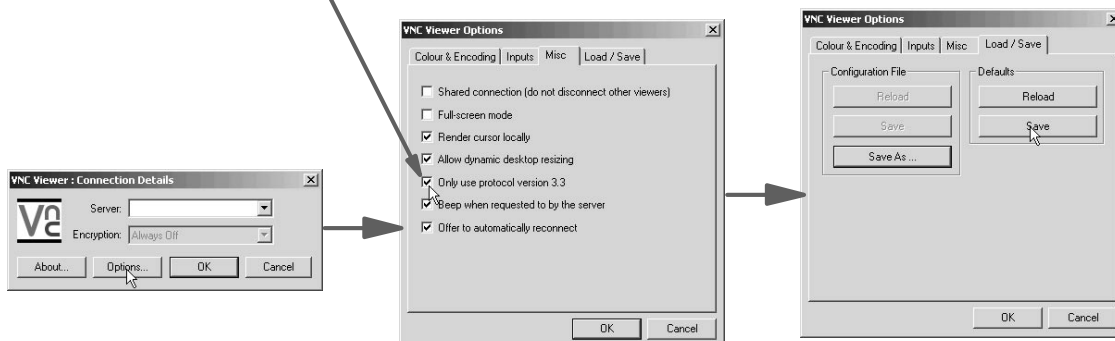 VNC Viewer : Connection Details
VNC
Server:
Encryption: Always Off
About... Options... OK Cancel
VNC Viewer Options
Colour & Encoding Inputs Misc Load / Save
Shared connection (do not disconnect other viewers)
Full-screen mode
Render cursor locally
Allow dynamic desktop resizing
Only use protocol version 3.3
Beep when requested to by the server
Offer to automatically reconnect
OK Cancel
VNC Viewer Options
Colour & Encoding Inputs Misc Load / Save
Configuration File
Reload
Save
Save As ...
Defaults
Reload
Save
OK Cancel